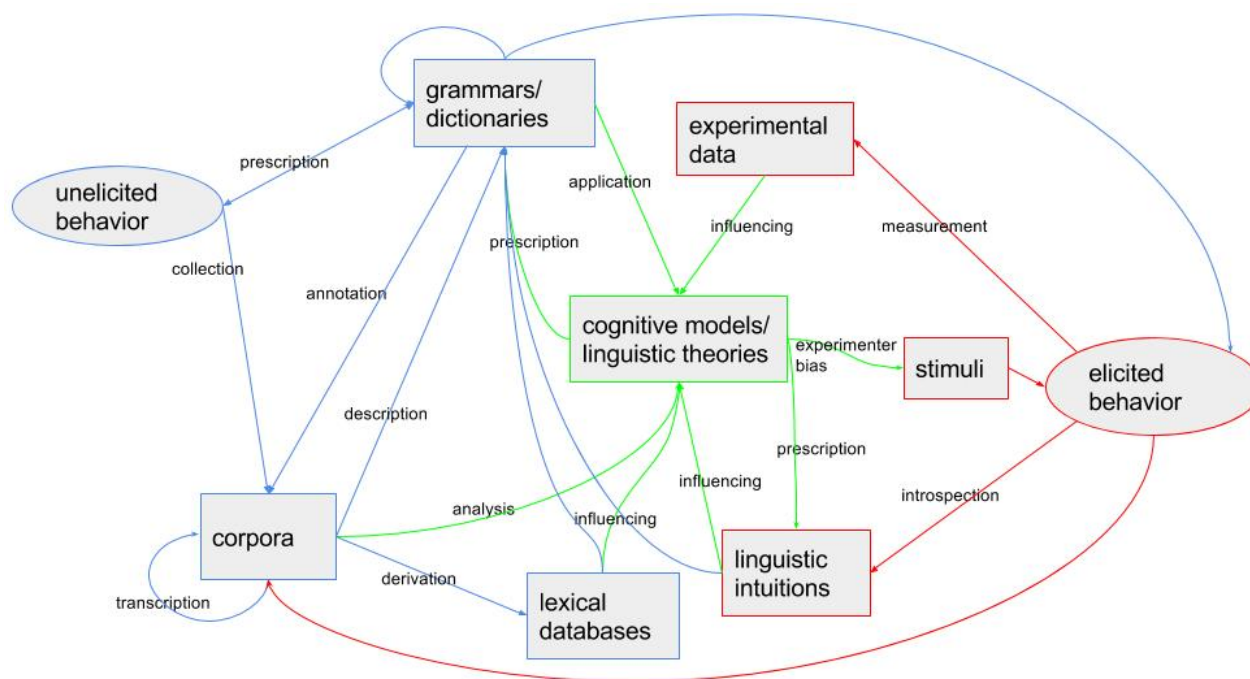 grammars/
dictionaries
experimental
data
prescription
application
unelicited
behavior
influencing
measurement
prescription
collection
annotation
cognitive models/
linguistic theories
experimenter
bias
stimuli
elicited
behavior
description
prescription
influencing
introspection
analysis
influencing
corpora
linguistic
intuitions
derivation
transcription
lexical
databases